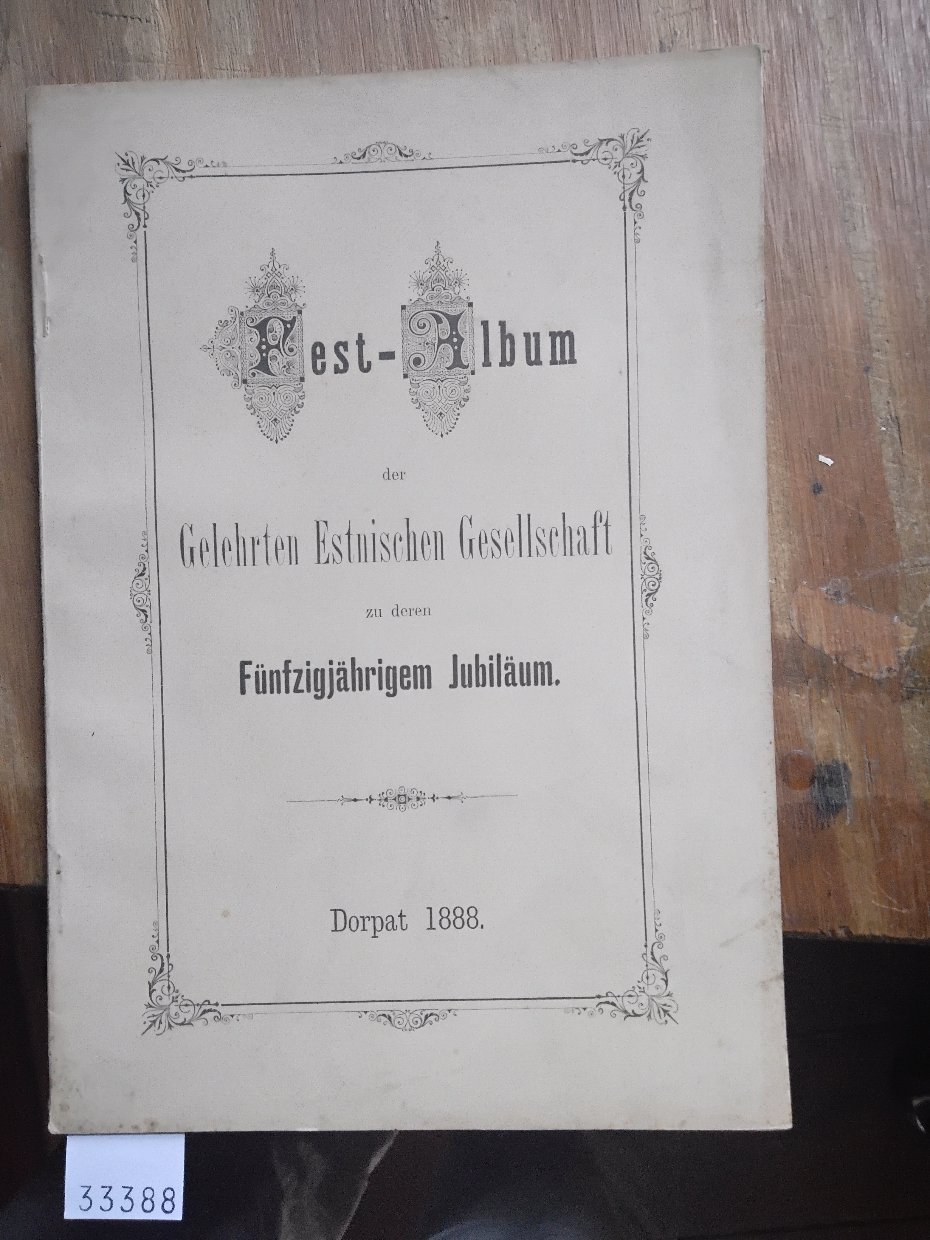 Fest-Album
der
Gelehrten Estnischen Gesellschaft
zu deren
Fünfzigjährigem Jubiläum.
Dorpat 1888.
33388